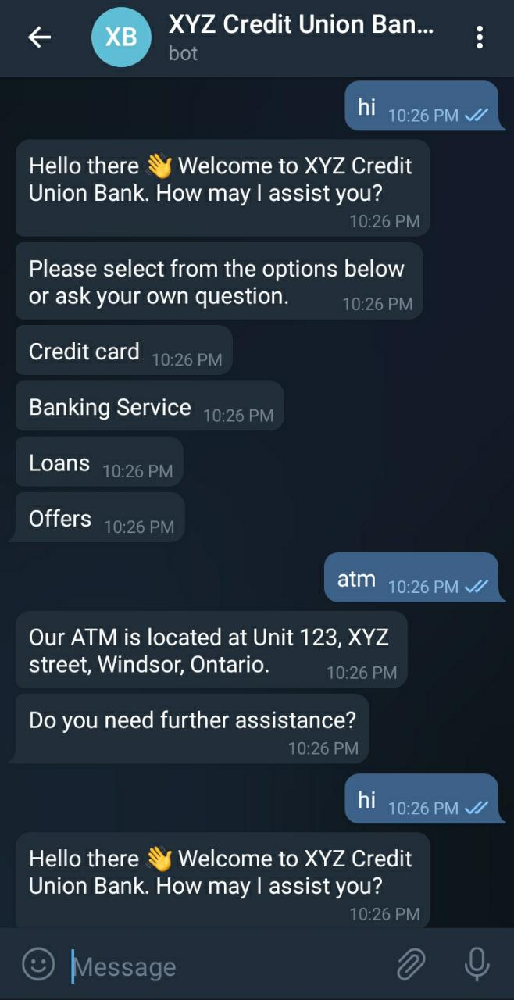 XB
XYZ Credit Union Ban...
bot
hi 10:26 PM
Hello there 👋 Welcome to XYZ Credit
Union Bank. How may I assist you?
10:26 PM
Please select from the options below
or ask your own question. 10:26 PM
Credit card 10:26 PM
Banking Service 10:26 PM
Loans 10:26 PM
Offers 10:26 PM
atm 10:26 PM
Our ATM is located at Unit 123, XYZ
street, Windsor, Ontario. 10:26 PM
Do you need further assistance?
10:26 PM
hi 10:26 PM
Hello there 👋 Welcome to XYZ Credit
Union Bank. How may I assist you?
10:26 PM
Message